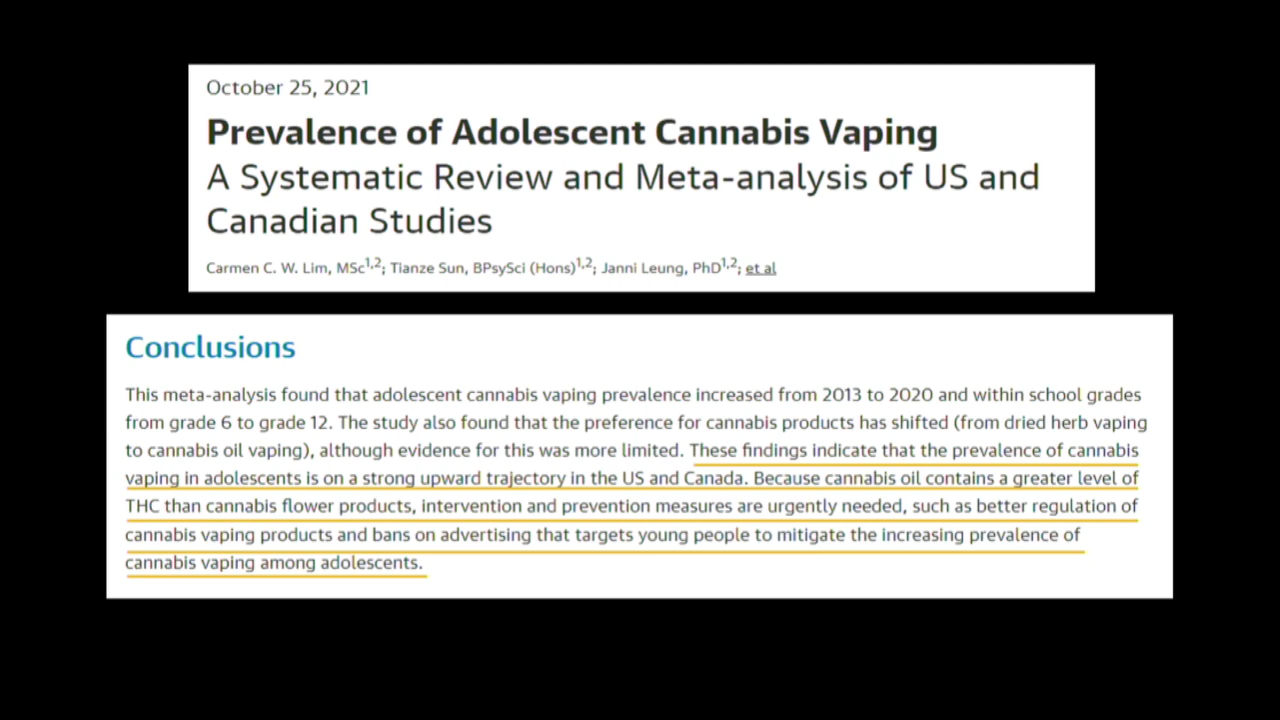 October 25, 2021
Prevalence of Adolescent Cannabis Vaping
A Systematic Review and Meta-analysis of US and
Canadian Studies
Carmen C. W. Lim, MSc1,2; Tianze Sun, BPsySci (Hons)1,2; Janni Leung, PhD1,2; et al
Conclusions
This meta-analysis found that adolescent cannabis vaping prevalence increased from 2013 to 2020 and within school grades
from grade 6 to grade 12. The study also found that the preference for cannabis products has shifted (from dried herb vaping
to cannabis oil vaping), although evidence for this was more limited. These findings indicate that the prevalence of cannabis
vaping in adolescents is on a strong upward trajectory in the US and Canada. Because cannabis oil contains a greater level of
THC than cannabis flower products, intervention and prevention measures are urgently needed, such as better regulation of
cannabis vaping products and bans on advertising that targets young people to mitigate the increasing prevalence of
cannabis vaping among adolescents.